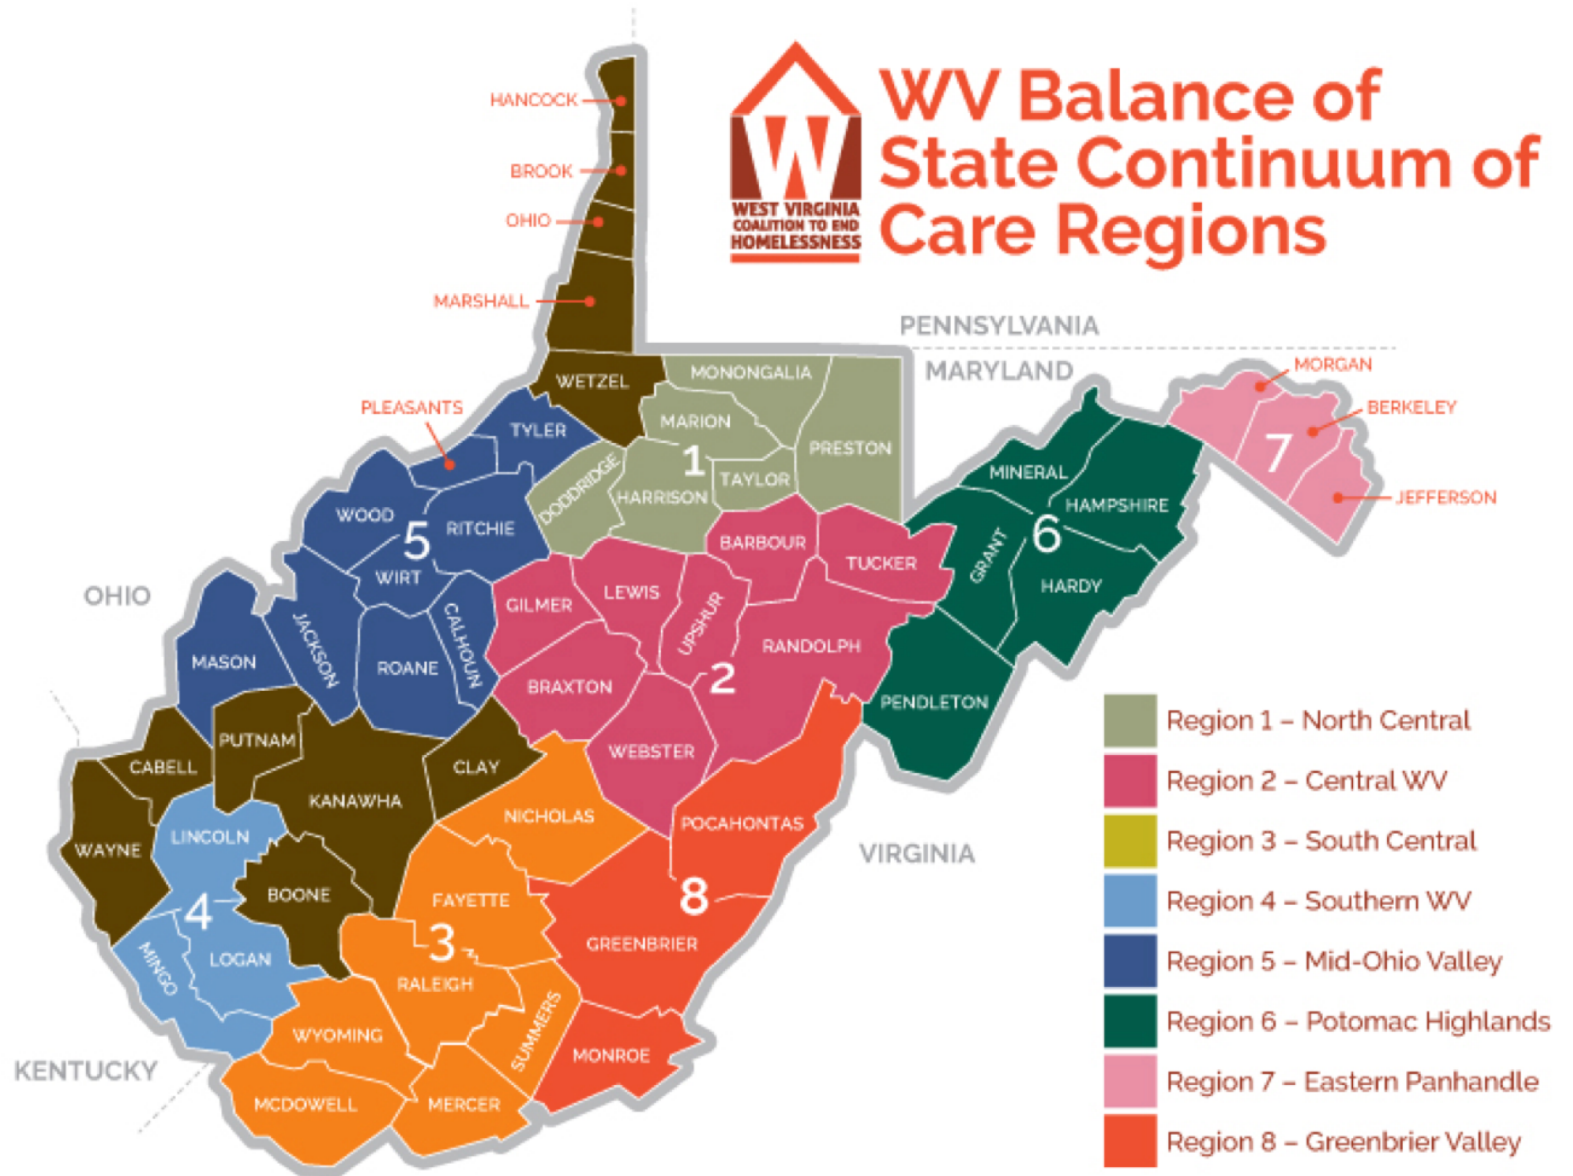 WV Balance of
State Continuum of
Care Regions
WEST VIRGINIA
COALITION TO END
HOMELESSNESS
HANCOCK
BROOK
OHIO
MARSHALL
PENNSYLVANIA
MARYLAND
WETZEL
MONONGALIA
MORGAN
PLEASANTS
MARION
BERKELEY
TYLER
PRESTON
1
7
DODDRIDGE
HARRISON
TAYLOR
MINERAL
JEFFERSON
WOOD
RITCHIE
HAMPSHIRE
5
6
BARBOUR
TUCKER
GRANT
WIRT
HARDY
OHIO
GILMER
LEWIS
UPSHUR
JACKSON
CALHOUN
RANDOLPH
MASON
ROANE
BRAXTON
2
PENDLETON
PUTNAM
WEBSTER
CABELL
CLAY
KANAWHA
NICHOLAS
POCAHONTAS
LINCOLN
WAYNE
VIRGINIA
BOONE
FAYETTE
8
4
3
GREENBRIER
MINGO
LOGAN
RALEIGH
SUMMERS
WYOMING
MONROE
KENTUCKY
MCDOWELL
MERCER
Region 1 – North Central
Region 2 – Central WV
Region 3 – South Central
Region 4 – Southern WV
Region 5 – Mid-Ohio Valley
Region 6 – Potomac Highlands
Region 7 – Eastern Panhandle
Region 8 – Greenbrier Valley